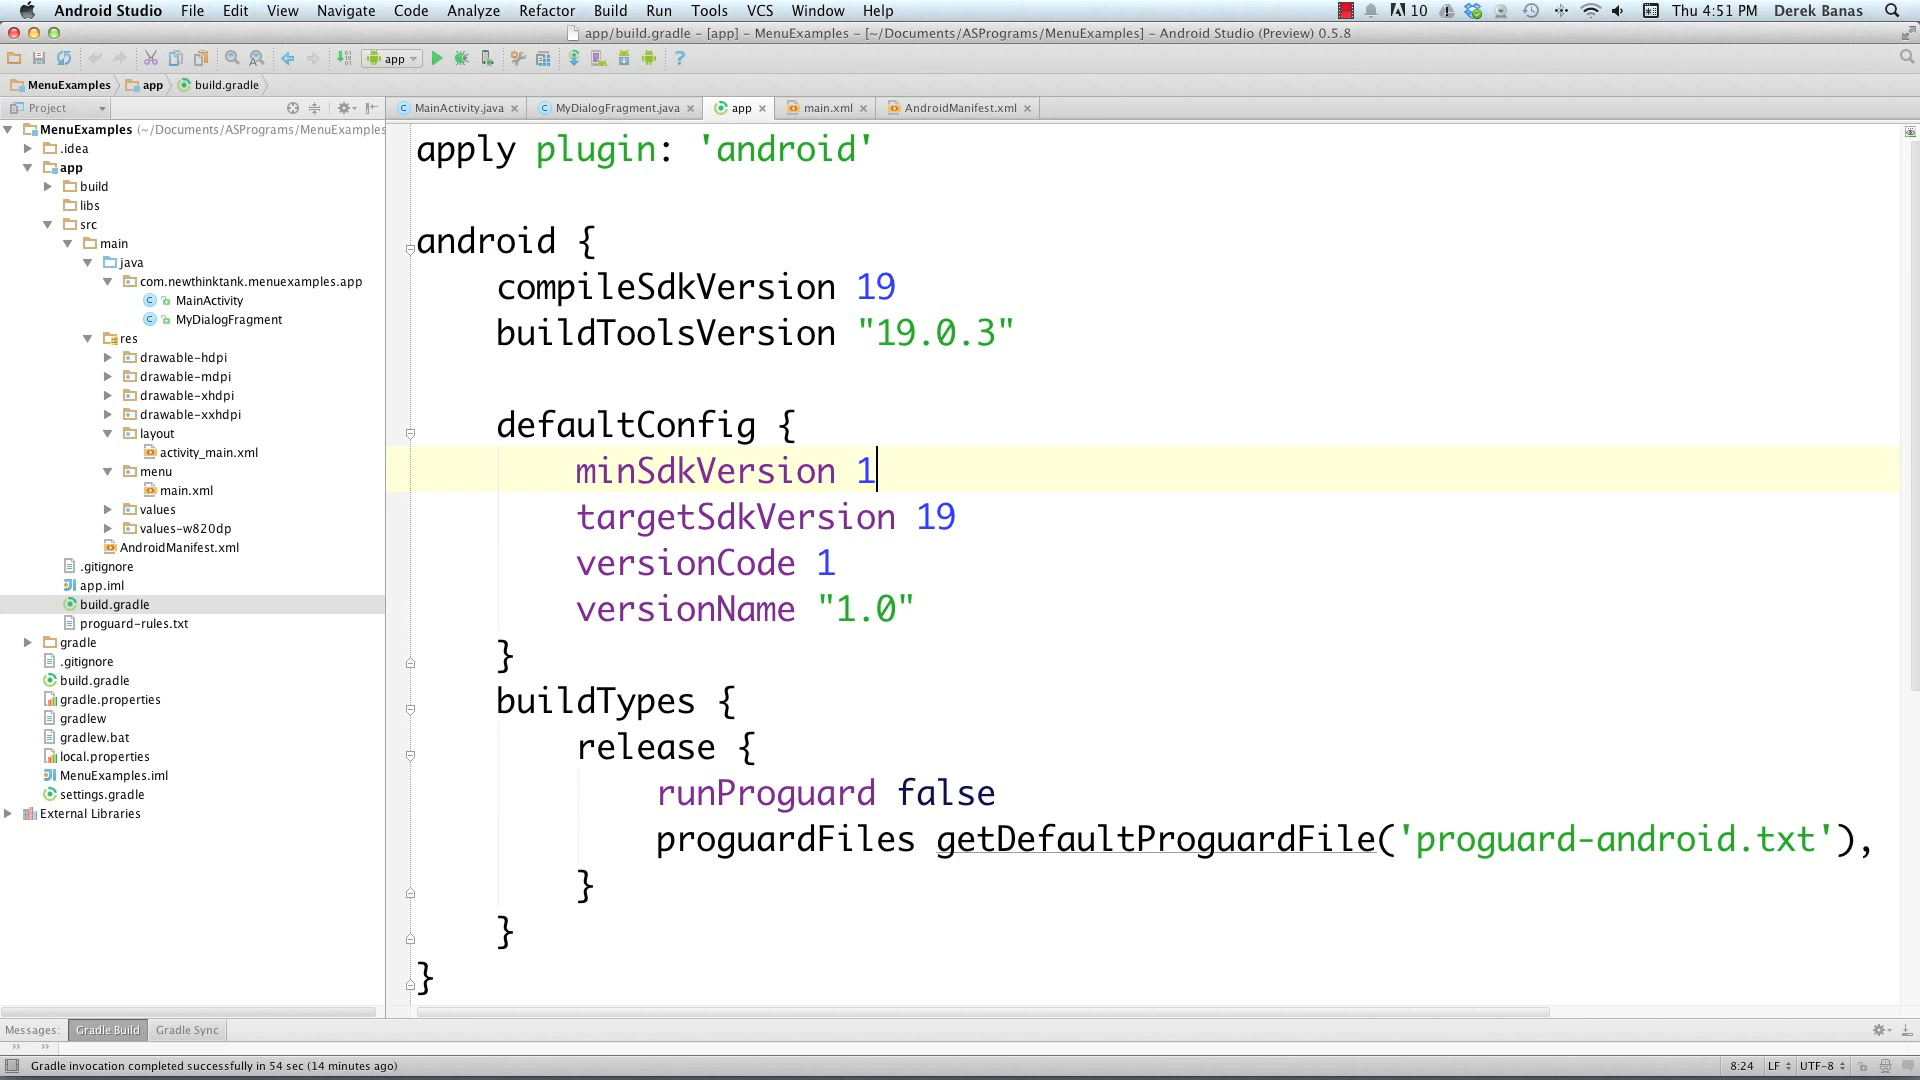 Android Studio File Edit View Navigate Code Analyze Refactor Build Run Tools VCS Window Help 10 Thu 4:51 PM Derek Banas
app/build.gradle - [app] - MenuExamples - [~/Documents/ASPrograms/MenuExamples] - Android Studio (Preview) 0.5.8
app
MenuExamples app build.gradle
Project
MainActivity.java MyDialogFragment.java app main.xml AndroidManifest.xml
MenuExamples (~/Documents/ASPrograms/MenuExamples
.idea
app
build
libs
src
main
java
com.newthinktank.menuexamples.app
MainActivity
MyDialogFragment
res
drawable-hdpi
drawable-mdpi
drawable-xhdpi
drawable-xxhdpi
layout
activity_main.xml
menu
main.xml
values
values-w820dp
AndroidManifest.xml
.gitignore
app.iml
build.gradle
proguard-rules.txt
gradle
.gitignore
build.gradle
gradle.properties
gradlew
gradlew.bat
local.properties
MenuExamples.iml
settings.gradle
External Libraries
apply plugin: 'android'
android {
compileSdkVersion 19
buildToolsVersion "19.0.3"
defaultConfig {
minSdkVersion 1
targetSdkVersion 19
versionCode 1
versionName "1.0"
}
buildTypes {
release {
runProguard false
proguardFiles getDefaultProguardFile('proguard-android.txt'),
}
}
}
Messages: Gradle Build Gradle Sync
Gradle invocation completed successfully in 54 sec (14 minutes ago) 8:24 LF UTF-8